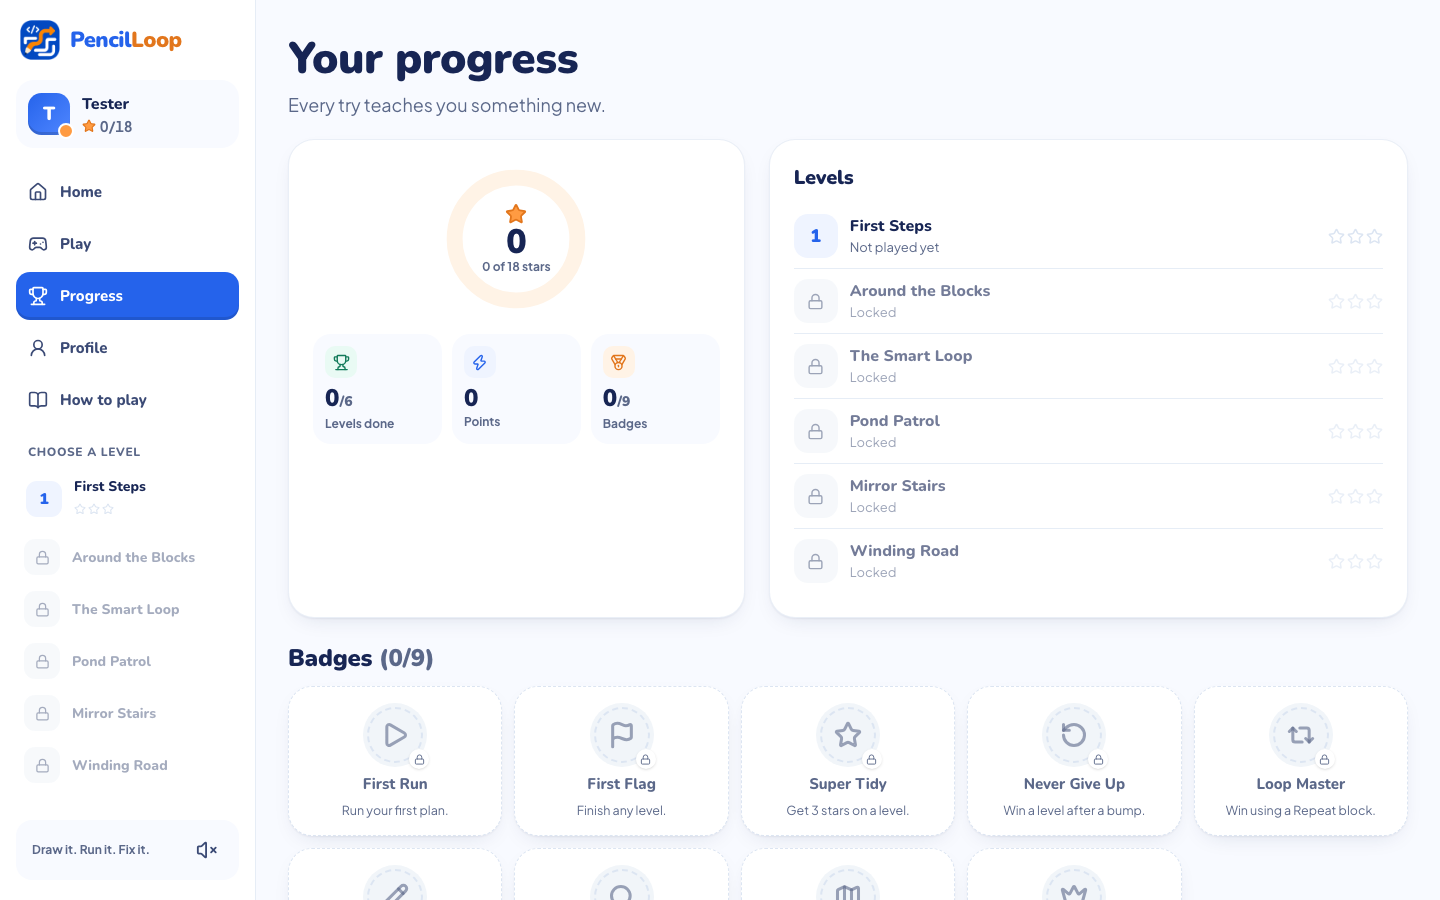 PencilLoop
T
Tester
0/18
Home
Play
Progress
Profile
How to play
CHOOSE A LEVEL
1
First Steps
Around the Blocks
The Smart Loop
Pond Patrol
Mirror Stairs
Winding Road
Draw it. Run it. Fix it.
Your progress
Every try teaches you something new.
0
0 of 18 stars
0/6
Levels done
0
Points
0/9
Badges
Levels
1
First Steps
Not played yet
Around the Blocks
Locked
The Smart Loop
Locked
Pond Patrol
Locked
Mirror Stairs
Locked
Winding Road
Locked
Badges (0/9)
First Run
Run your first plan.
First Flag
Finish any level.
Super Tidy
Get 3 stars on a level.
Never Give Up
Win a level after a bump.
Loop Master
Win using a Repeat block.